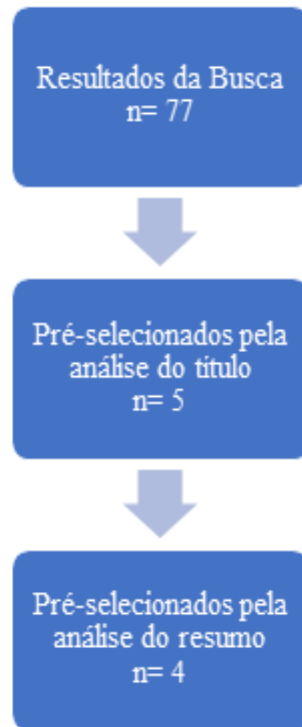 Resultados da Busca
n= 77
Pré-selecionados pela
análise do título
n= 5
Pré-selecionados pela
análise do resumo
n= 4